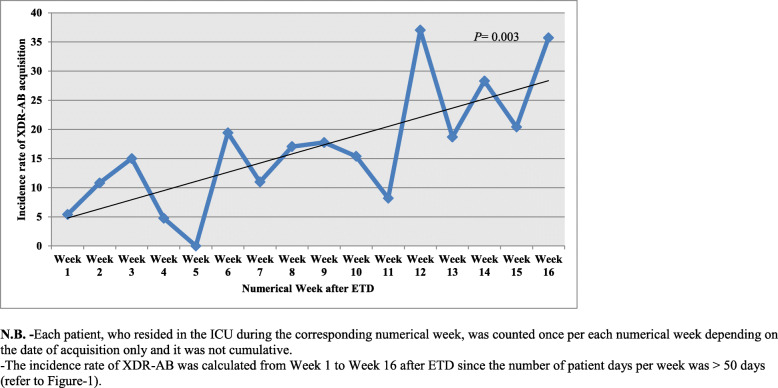 40
P= 0.003
35
30
25
20
15
10
5
0
Incidence rate of XDR-AB acquisition
Week Week Week Week Week Week Week Week Week Week Week Week Week Week Week Week
1 2 3 4 5 6 7 8 9 10 11 12 13 14 15 16
Numerical Week after ETD
N.B. -Each patient, who resided in the ICU during the corresponding numerical week, was counted once per each numerical week depending on
the date of acquisition only and it was not cumulative.
-The incidence rate of XDR-AB was calculated from Week 1 to Week 16 after ETD since the number of patient days per week was > 50 days
(refer to Figure-1).